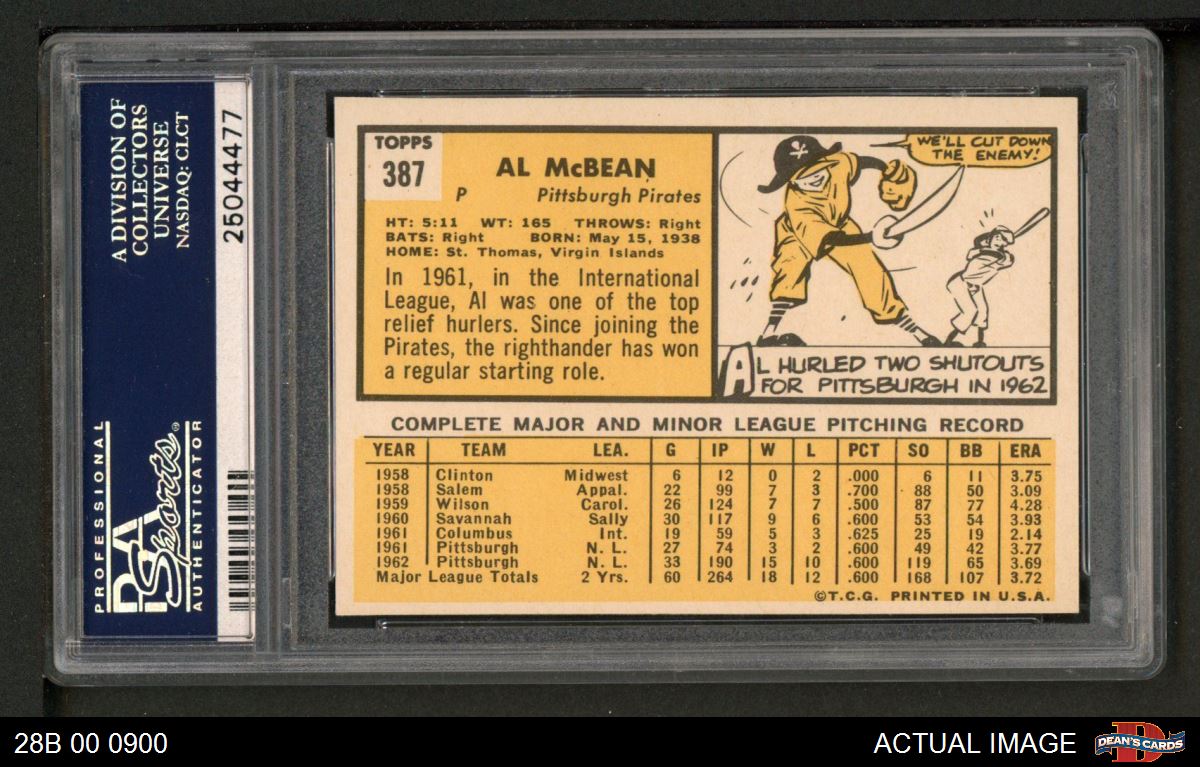 A DIVISION OF
COLLECTORS
UNIVERSE
NASDAQ: CLCT
25044477
PROFESSIONAL
PSA
Sports®
AUTHENTICATOR
TOPPS
387
AL McBEAN
P Pittsburgh Pirates
HT: 5:11 WT: 165 THROWS: Right
BATS: Right BORN: May 15, 1938
HOME: St. Thomas, Virgin Islands
In 1961, in the International
League, Al was one of the top
relief hurlers. Since joining the
Pirates, the righthander has won
a regular starting role.
WE'LL CUT DOWN
THE ENEMY!
AL HURLED TWO SHUTOUTS
FOR PITTSBURGH IN 1962
COMPLETE MAJOR AND MINOR LEAGUE PITCHING RECORD
YEAR TEAM LEA. G IP W L PCT SO BB ERA
1958 Clinton Midwest 6 12 0 2 .000 6 11 3.75
1958 Salem Appal. 22 99 7 3 .700 88 50 3.09
1959 Wilson Carol. 26 124 7 7 .500 87 77 4.28
1960 Savannah Sally 30 117 9 6 .600 53 54 3.93
1961 Columbus Int. 19 59 5 3 .625 25 19 2.14
1961 Pittsburgh N. L. 27 74 3 2 .600 49 42 3.77
1962 Pittsburgh N. L. 33 190 15 10 .600 119 65 3.69
Major League Totals 2 Yrs. 60 264 18 12 .600 168 107 3.72
©T.C.G. PRINTED IN U.S.A.
28B 00 0900
ACTUAL IMAGE
D
DEAN'S CARDS